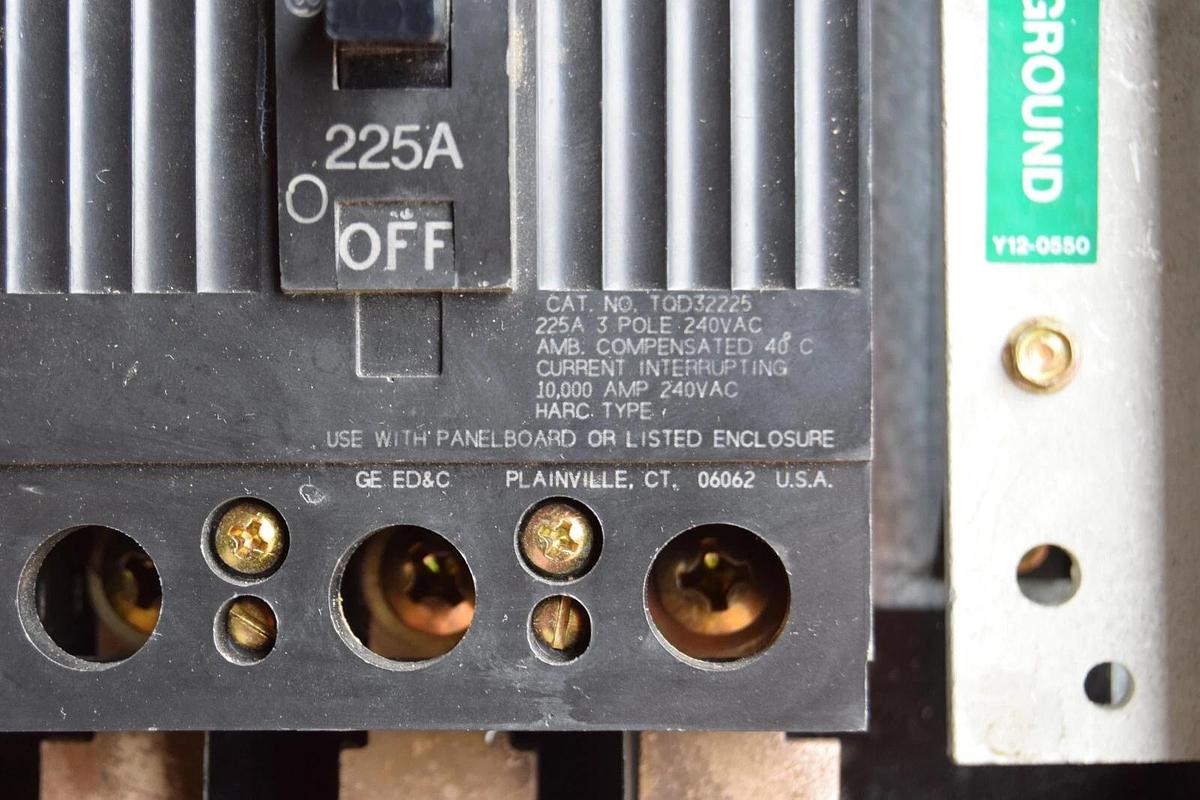 225A
OFF
CAT. NO. TQD32225
225A 3 POLE 240VAC
AMB. COMPENSATED 40°C
CURRENT INTERRUPTING
10,000 AMP 240VAC
HARC TYPE
USE WITH PANELBOARD OR LISTED ENCLOSURE
GE ED&C PLAINVILLE, CT. 06062 U.S.A.
GROUND
Y12-0550